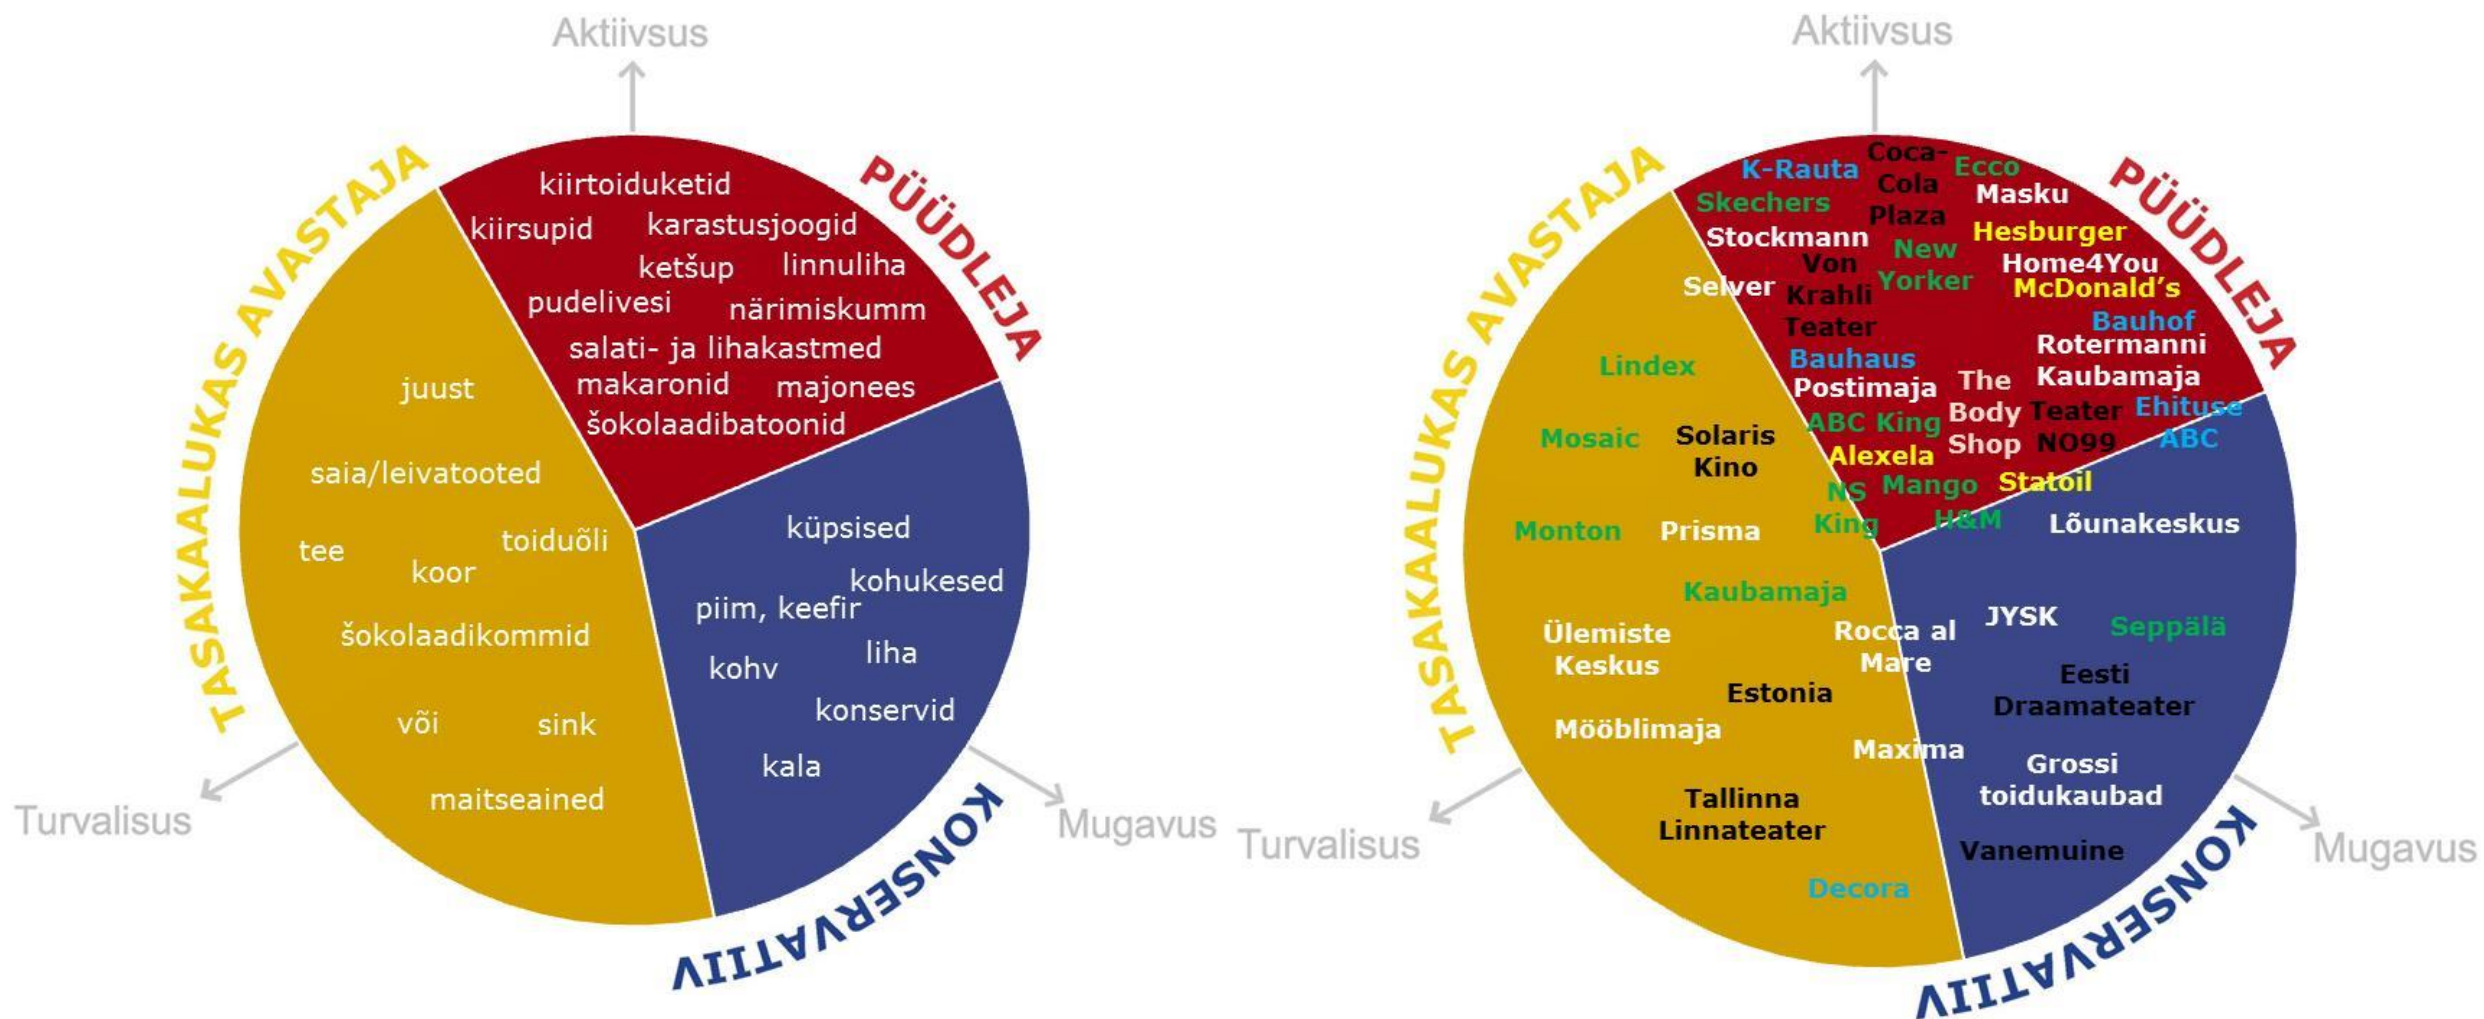 Aktiivsus
TASAKAALUKAS AVASTAJA
PÜÜDLEJA
kiirtoiduketid
kiirsupid
karastusjoogid
ketšup
linnuliha
pudelivesi
närimiskumm
salati- ja lihakastmed
makaronid
majonees
šokolaadibatoonid
juust
saia/leivatooted
tee
toiduõli
koor
šokolaadikommid
või
sink
maitseained
küpsised
kohukesed
piim, keefir
liha
kohv
konservid
kala
Turvalisus
Mugavus
KONSERVATIIV
Aktiivsus
TASAKAALUKAS AVASTAJA
PÜÜDLEJA
K-Rauta
Coca-
Cola
Plaza
Ecco
Masku
Skechers
Stockmann
Hesburger
New
Yorker
Von
Krahli
Teater
Home4You
McDonald’s
Selver
Bauhof
Rotermanni
Kaubamaja
Bauhaus
Postimaja
The
Body
Shop
Teater
NO99
Ehituse
ABC
ABC King
Alexela
Statoil
NS
King
Mango
H&M
Lindex
Mosaic
Solaris
Kino
Monton
Prisma
Kaubamaja
Ülemiste
Keskus
Rocca al
Mare
Estonia
Mööblimaja
Maxima
Tallinna
Linnateater
Decora
Lõunakeskus
JYSK
Seppälä
Eesti
Draamateater
Grossi
toidukaubad
Vanemuine
Turvalisus
Mugavus
KONSERVATIIV